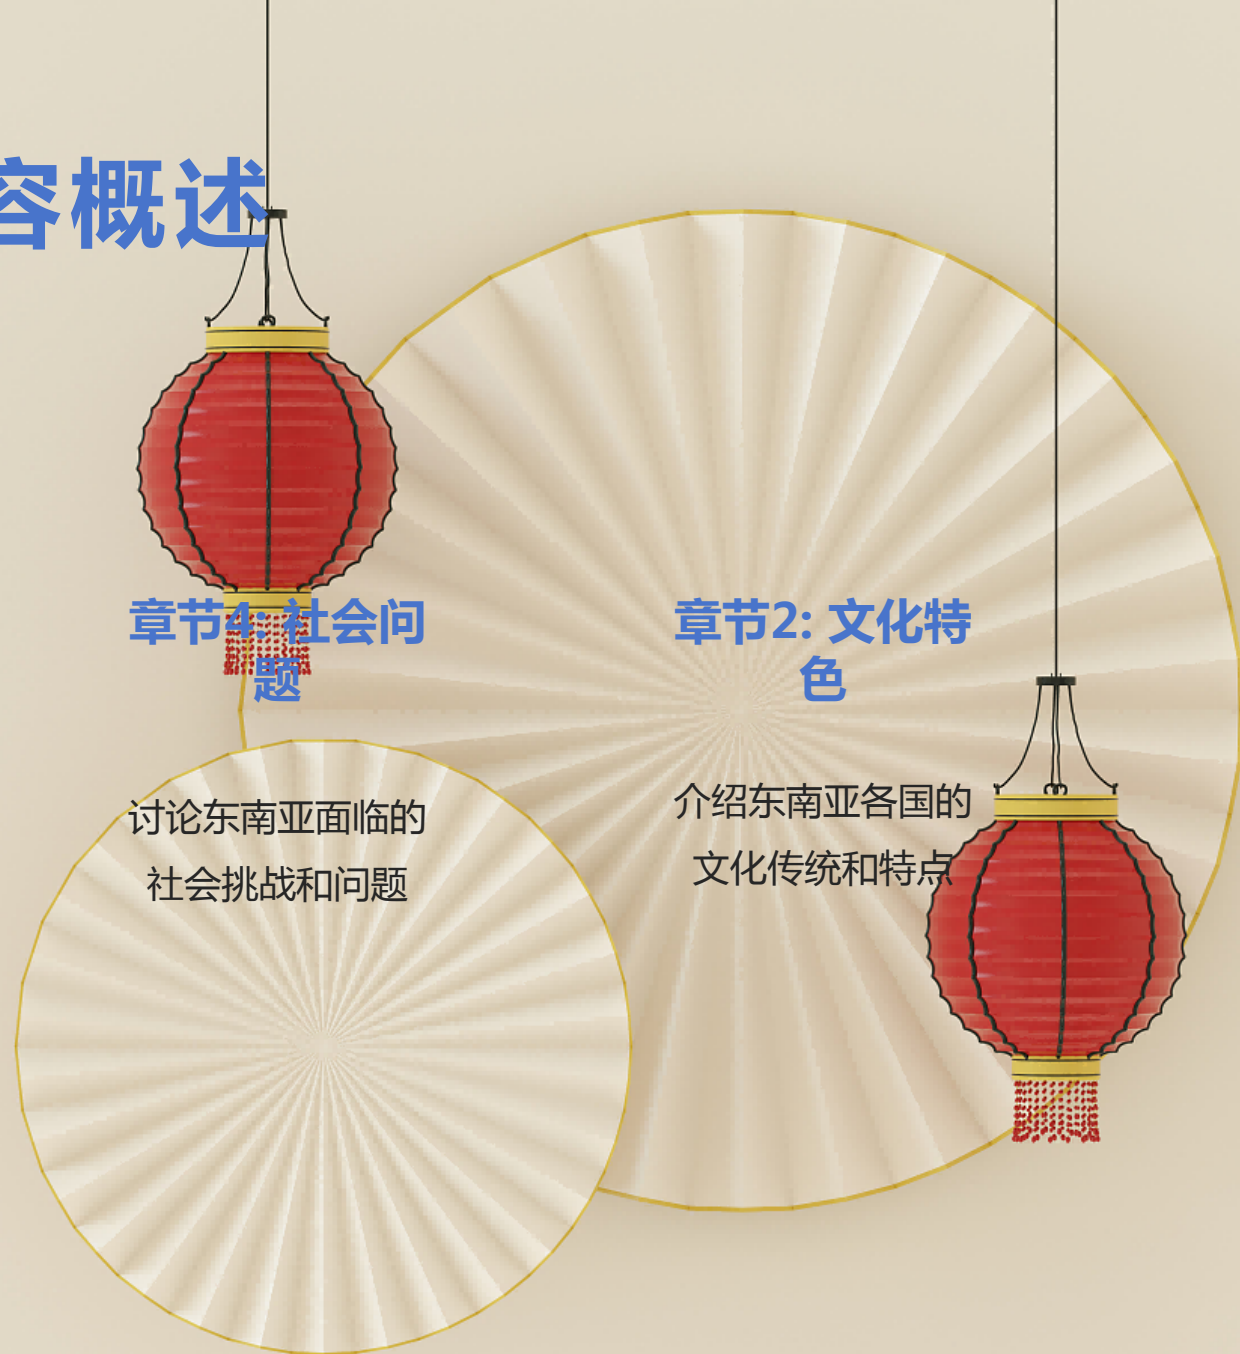 容概述
章节4: 社会问
题
讨论东南亚面临的
社会挑战和问题
章节2: 文化特
色
介绍东南亚各国的
文化传统和特点